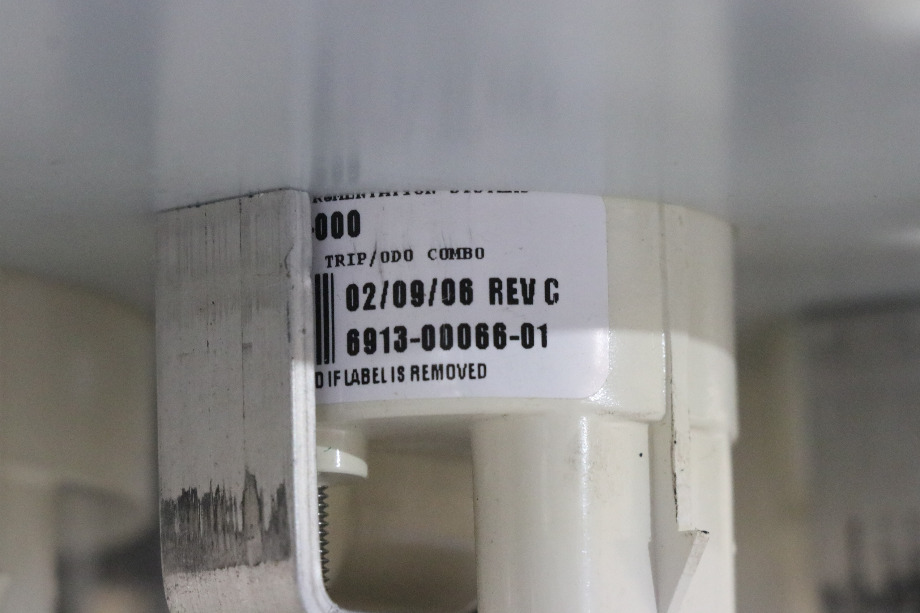 -000
TRIP/ODO COMBO
02/09/06 REV C
6913-00066-01
IF LABEL IS REMOVED